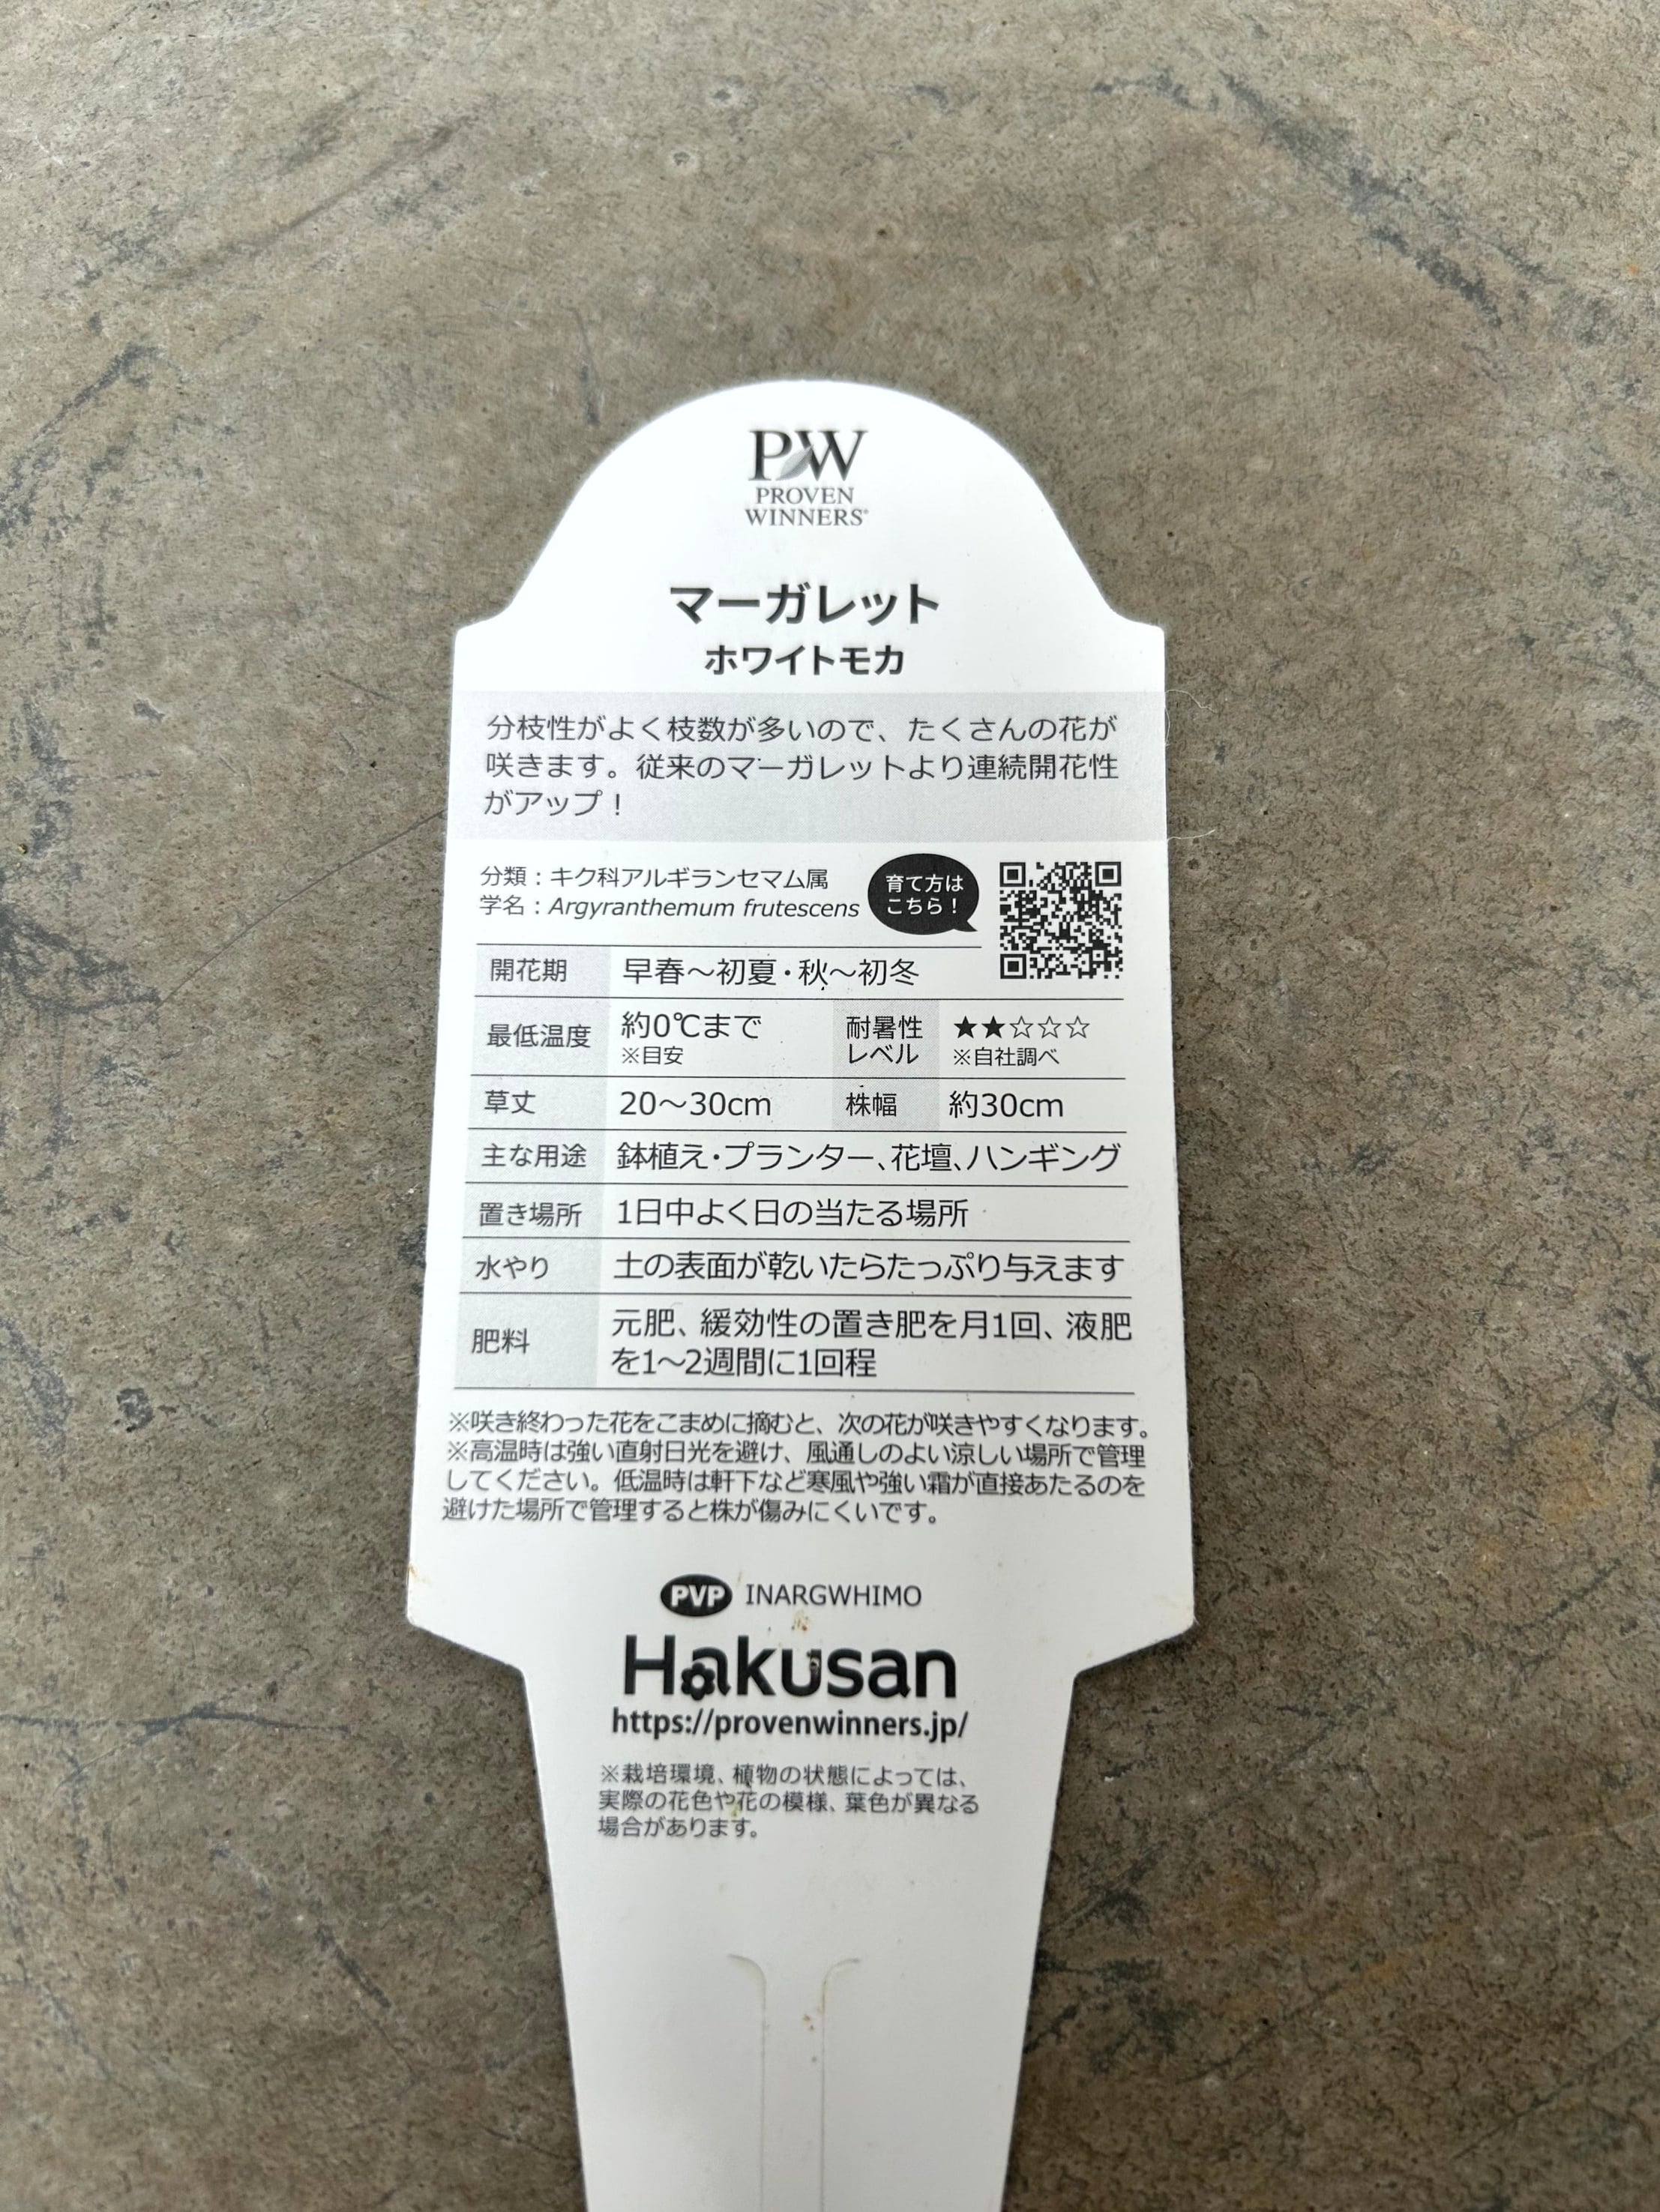 PW
PROVEN
WINNERS®
マーガレット
ホワイトモカ
分枝性がよく枝数が多いので、たくさんの花が
咲きます。従来のマーガレットより連続開花性
がアップ！
分類：キク科アルギランセマム属
学名：Argyranthemum frutescens
育て方は
こちら！
開花期 早春～初夏・秋～初冬
最低温度 約0℃まで ※目安 耐暑性レベル ★★☆☆☆ ※自社調べ
草丈 20～30cm 株幅 約30cm
主な用途 鉢植え・プランター、花壇、ハンギング
置き場所 1日中よく日の当たる場所
水やり 土の表面が乾いたらたっぷり与えます
肥料 元肥、緩効性の置き肥を月1回、液肥
を1～2週間に1回程
※咲き終わった花をこまめに摘むと、次の花が咲きやすくなります。
※高温時は強い直射日光を避け、風通しのよい涼しい場所で管理
してください。低温時は軒下など寒風や強い霜が直接あたるのを
避けた場所で管理すると株が傷みにくいです。
PVP INARGWHIMO
Hakusan
https://provenwinners.jp/
※栽培環境、植物の状態によっては、
実際の花色や花の模様、葉色が異なる
場合があります。